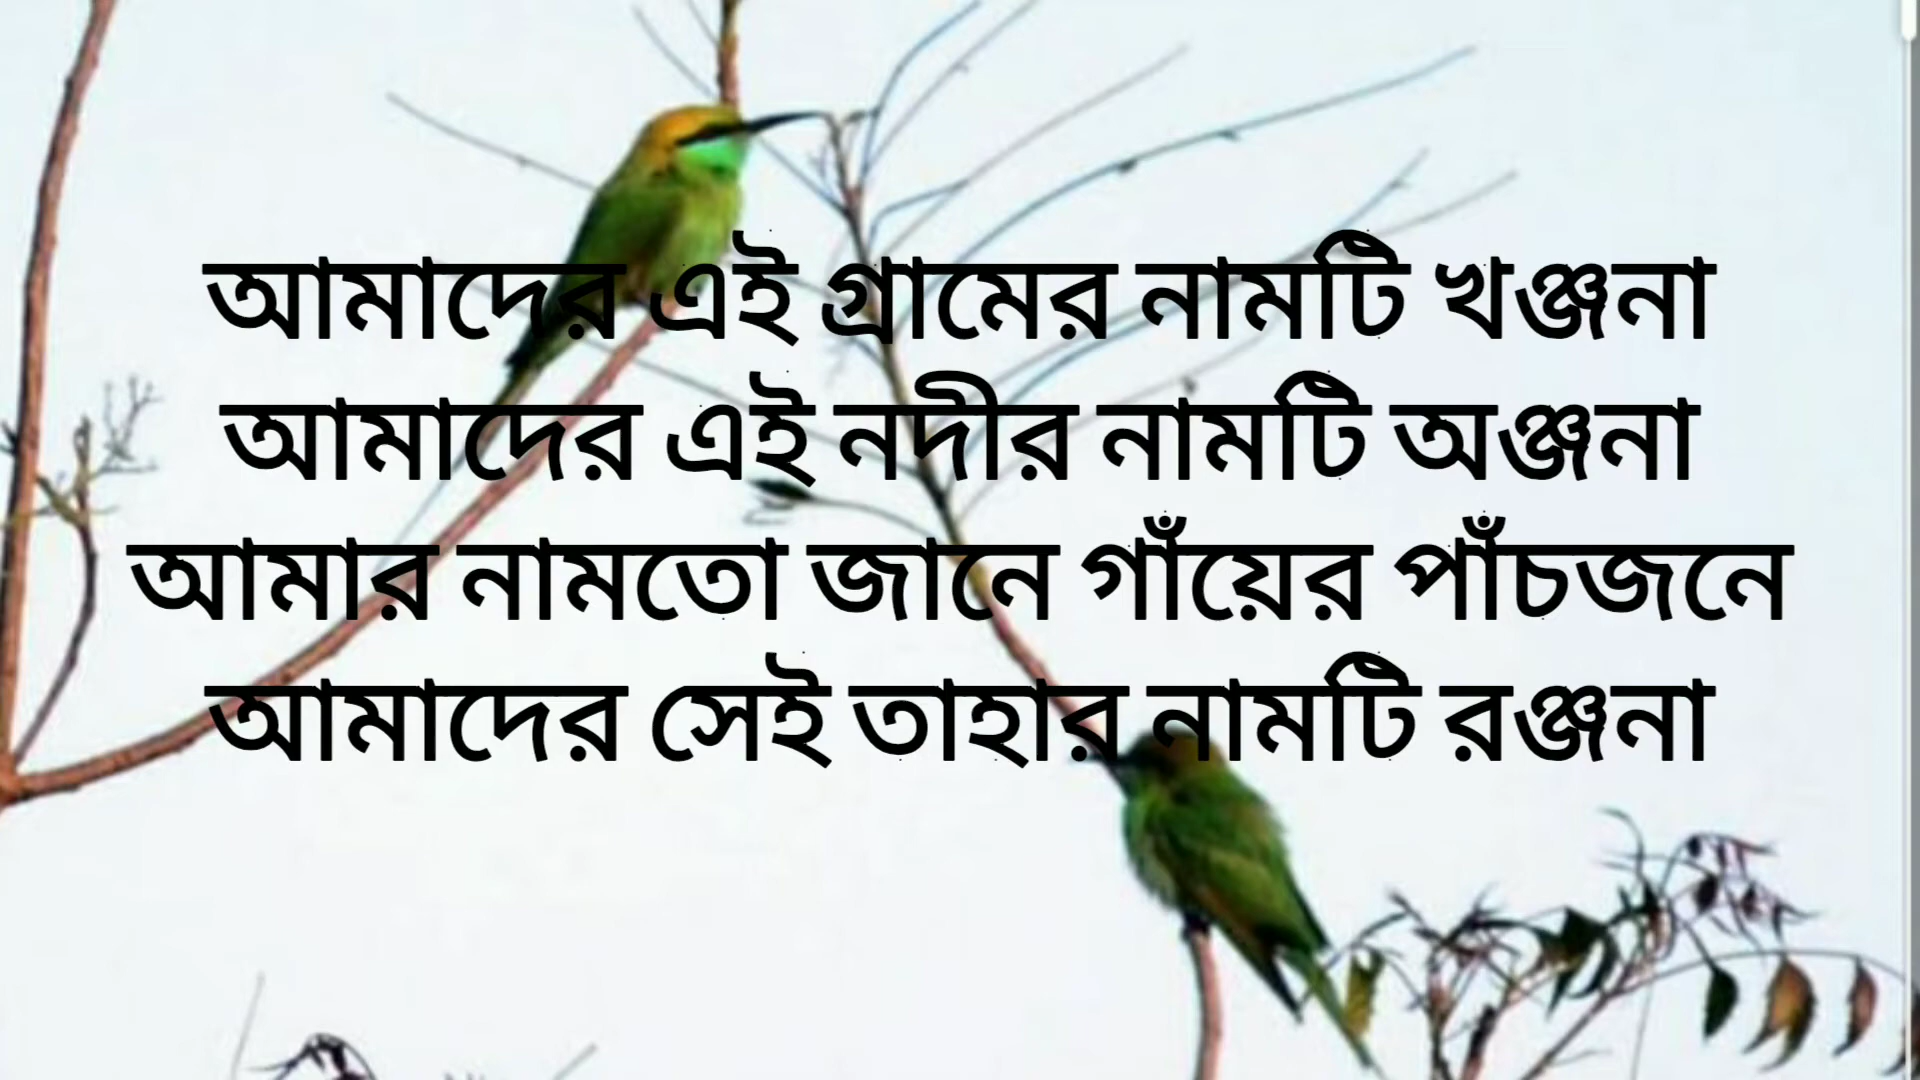 আমাদের এই গ্রামের নামটি খঞ্জনা
আমাদের এই নদীর নামটি অঞ্জনা
আমার নামতো জানে গাঁয়ের পাঁচজনে
আমাদের সেই তাহার নামটি রঞ্জনা